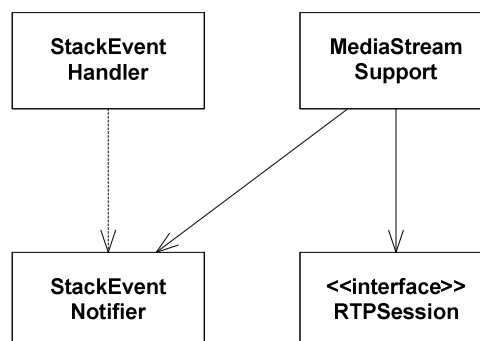 StackEvent
Handler
MediaStream
Support
StackEvent
Notifier
<<interface>>
RTPSession